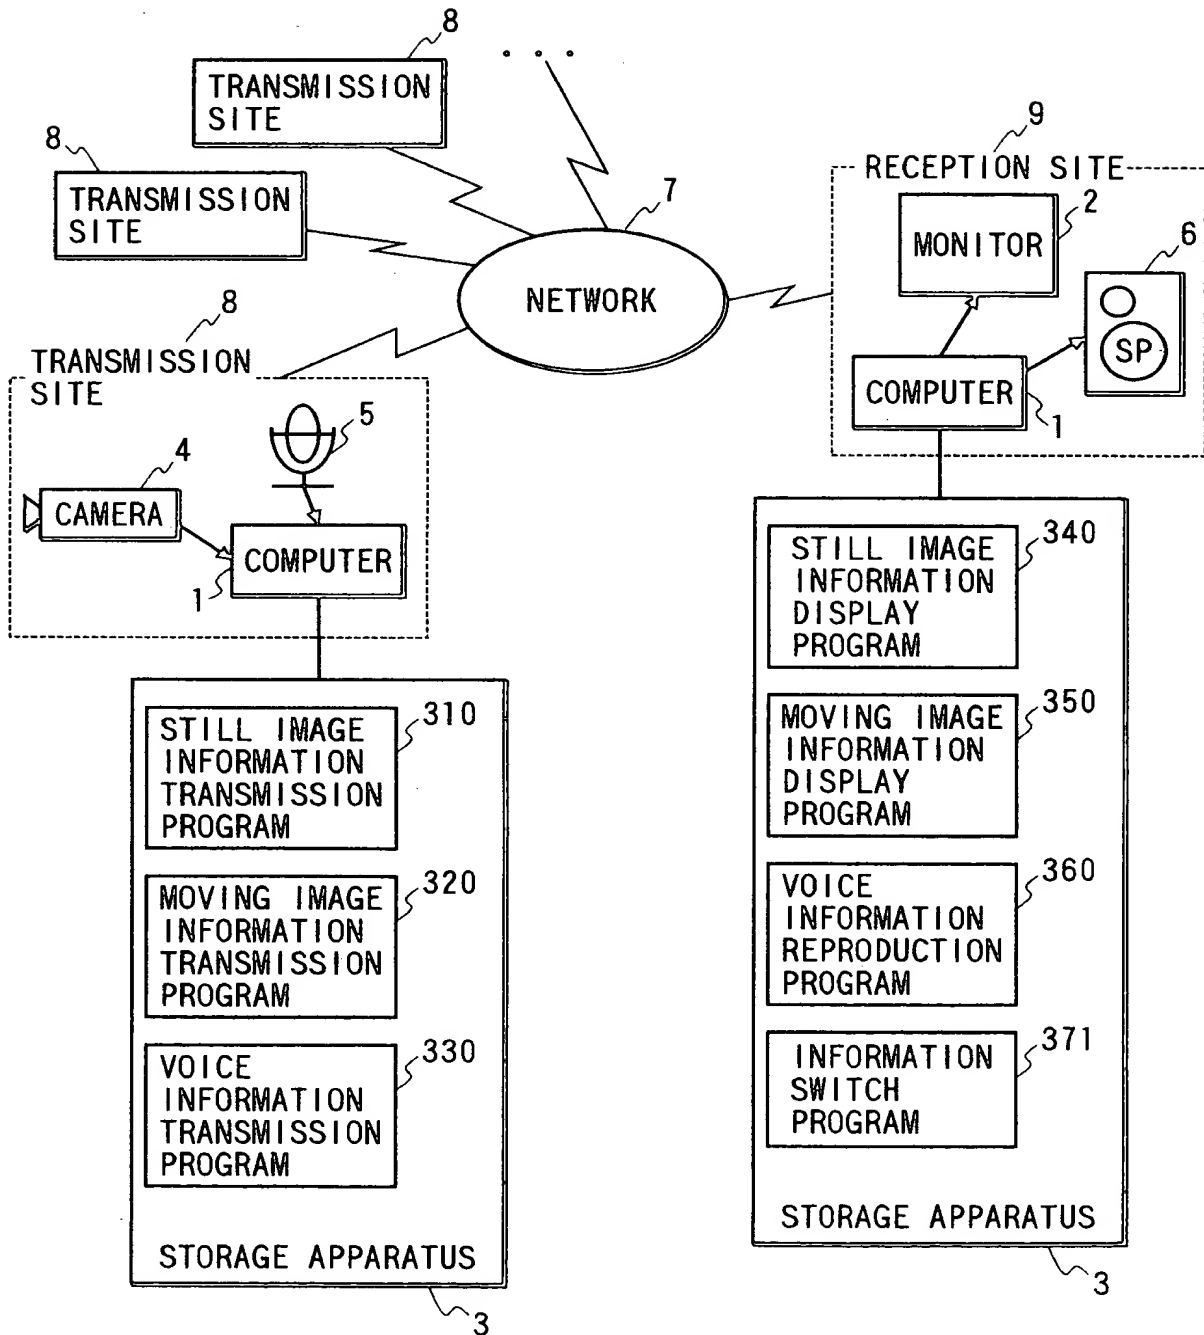 8
TRANSMISSION
SITE
8
TRANSMISSION
SITE
9
RECEPTION SITE
7
NETWORK
2
MONITOR
6
SP
COMPUTER
1
8
TRANSMISSION
SITE
5
4
CAMERA
COMPUTER
1
310
STILL IMAGE
INFORMATION
TRANSMISSION
PROGRAM
320
MOVING IMAGE
INFORMATION
TRANSMISSION
PROGRAM
330
VOICE
INFORMATION
TRANSMISSION
PROGRAM
STORAGE APPARATUS
3
340
STILL IMAGE
INFORMATION
DISPLAY
PROGRAM
350
MOVING IMAGE
INFORMATION
DISPLAY
PROGRAM
360
VOICE
INFORMATION
REPRODUCTION
PROGRAM
371
INFORMATION
SWITCH
PROGRAM
STORAGE APPARATUS
3